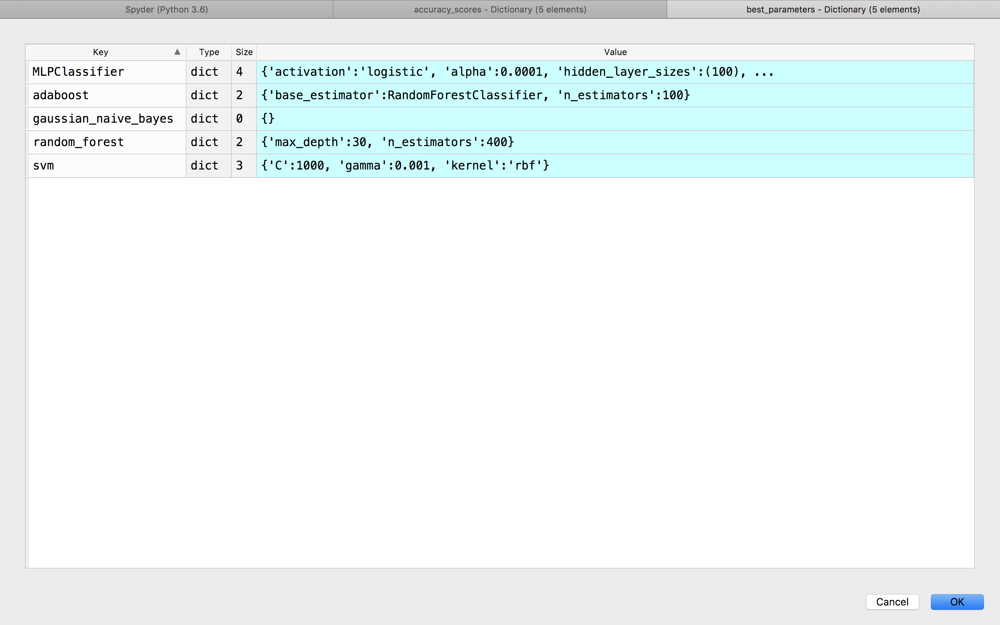 Spyder (Python 3.6) accuracy_scores - Dictionary (5 elements) best_parameters - Dictionary (5 elements)
Key Type Size Value
MLPClassifier dict 4 {'activation':'logistic', 'alpha':0.0001, 'hidden_layer_sizes':(100), ...
adaboost dict 2 {'base_estimator':RandomForestClassifier, 'n_estimators':100}
gaussian_naive_bayes dict 0 {}
random_forest dict 2 {'max_depth':30, 'n_estimators':400}
svm dict 3 {'C':1000, 'gamma':0.001, 'kernel':'rbf'}
Cancel OK